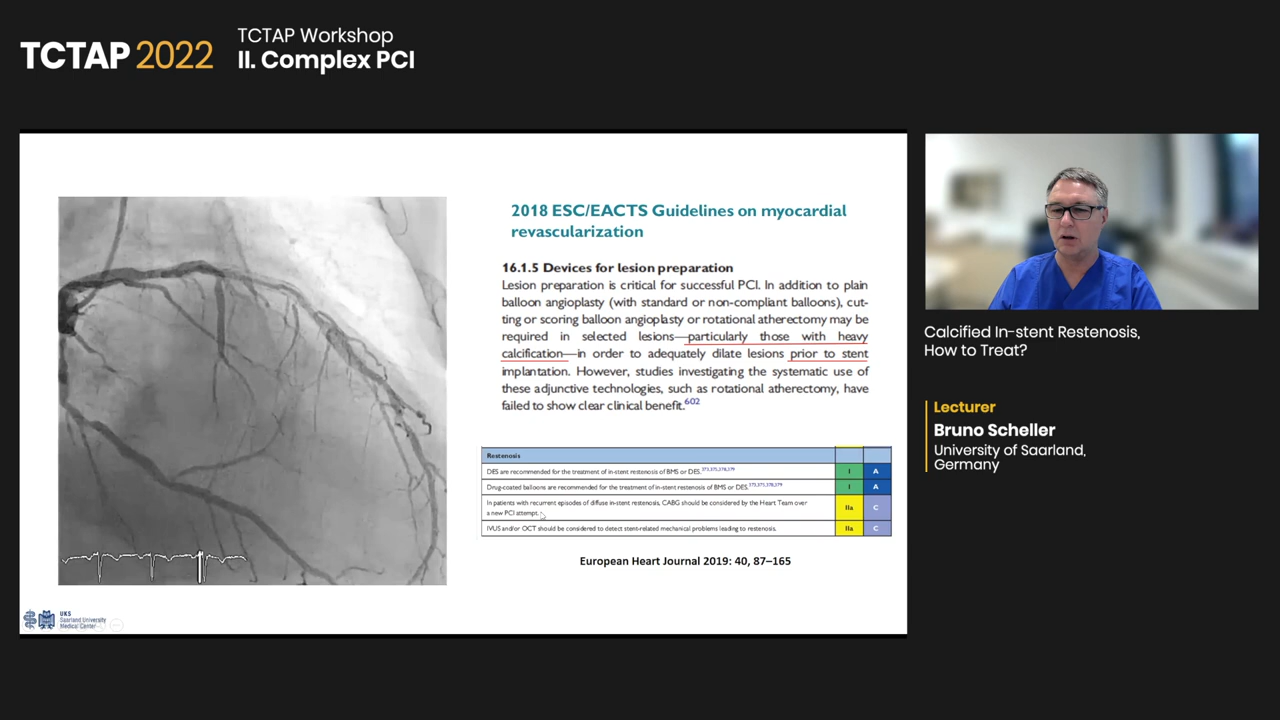 TCTAP 2022
TCTAP Workshop
II. Complex PCI
2018 ESC/EACTS Guidelines on myocardial
revascularization
16.1.5 Devices for lesion preparation
Lesion preparation is critical for successful PCI. In addition to plain
balloon angioplasty (with standard or non-compliant balloons), cut-
ting or scoring balloon angioplasty or rotational atherectomy may be
required in selected lesions—particularly those with heavy
calcification—in order to adequately dilate lesions prior to stent
implantation. However, studies investigating the systematic use of
these adjunctive technologies, such as rotational atherectomy, have
failed to show clear clinical benefit.602
Restenosis
DES are recommended for the treatment of in-stent restenosis of BMS or DES. I A
Drug-coated balloons are recommended for the treatment of in-stent restenosis of BMS or DES. I A
In patients with recurrent episodes of diffuse in-stent restenosis, CABG should be considered by the Heart Team over
a new PCI attempt. IIa C
IVUS and/or OCT should be considered to detect stent-related mechanical problems leading to restenosis. IIa C
European Heart Journal 2019: 40, 87–165
UKS
Saarland University
Medical Center
Calcified In-stent Restenosis,
How to Treat?
Lecturer
Bruno Scheller
University of Saarland,
Germany